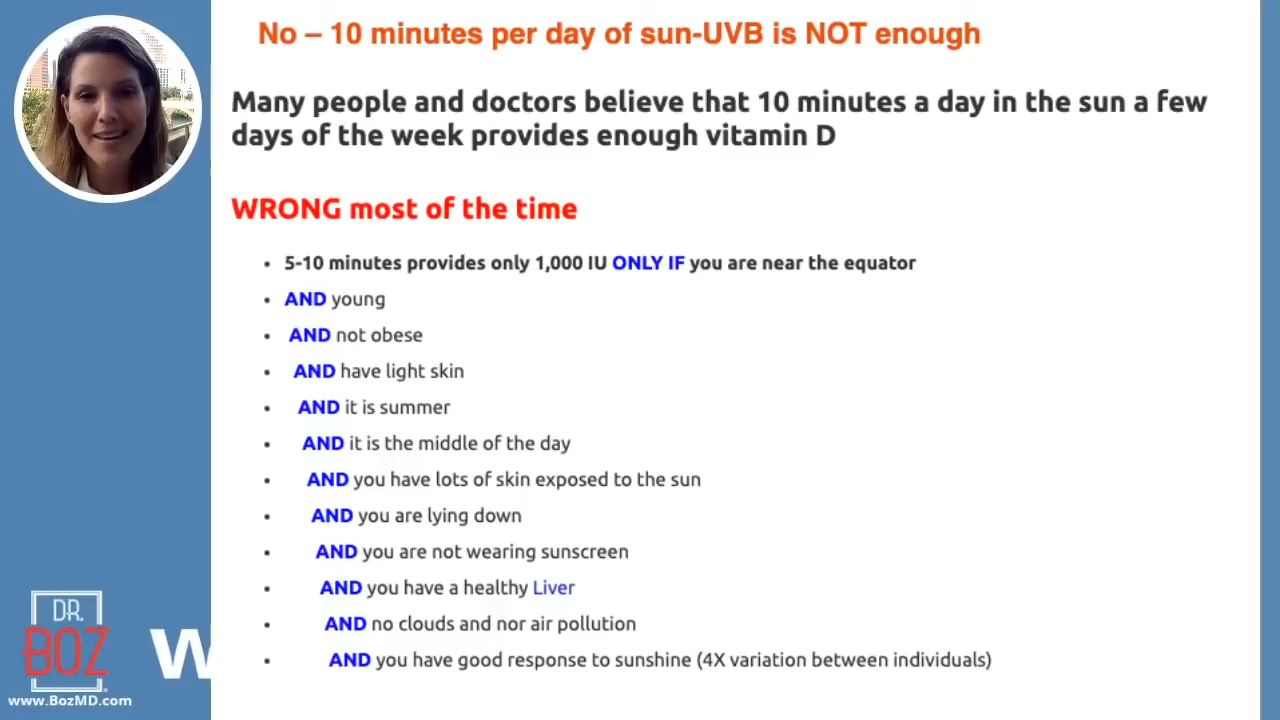 No – 10 minutes per day of sun-UVB is NOT enough
Many people and doctors believe that 10 minutes a day in the sun a few
days of the week provides enough vitamin D
WRONG most of the time
• 5-10 minutes provides only 1,000 IU ONLY IF you are near the equator
• AND young
• AND not obese
• AND have light skin
• AND it is summer
• AND it is the middle of the day
• AND you have lots of skin exposed to the sun
• AND you are lying down
• AND you are not wearing sunscreen
• AND you have a healthy Liver
• AND no clouds and nor air pollution
• AND you have good response to sunshine (4X variation between individuals)
DR.
BOZ
W
www.BozMD.com